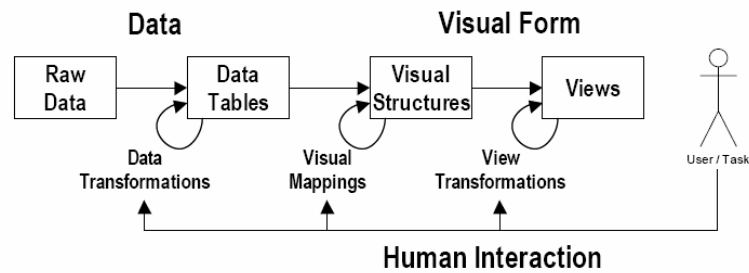 Data
Visual Form
Raw
Data
Data
Tables
Visual
Structures
Views
Data
Transformations
Visual
Mappings
View
Transformations
User / Task
Human Interaction